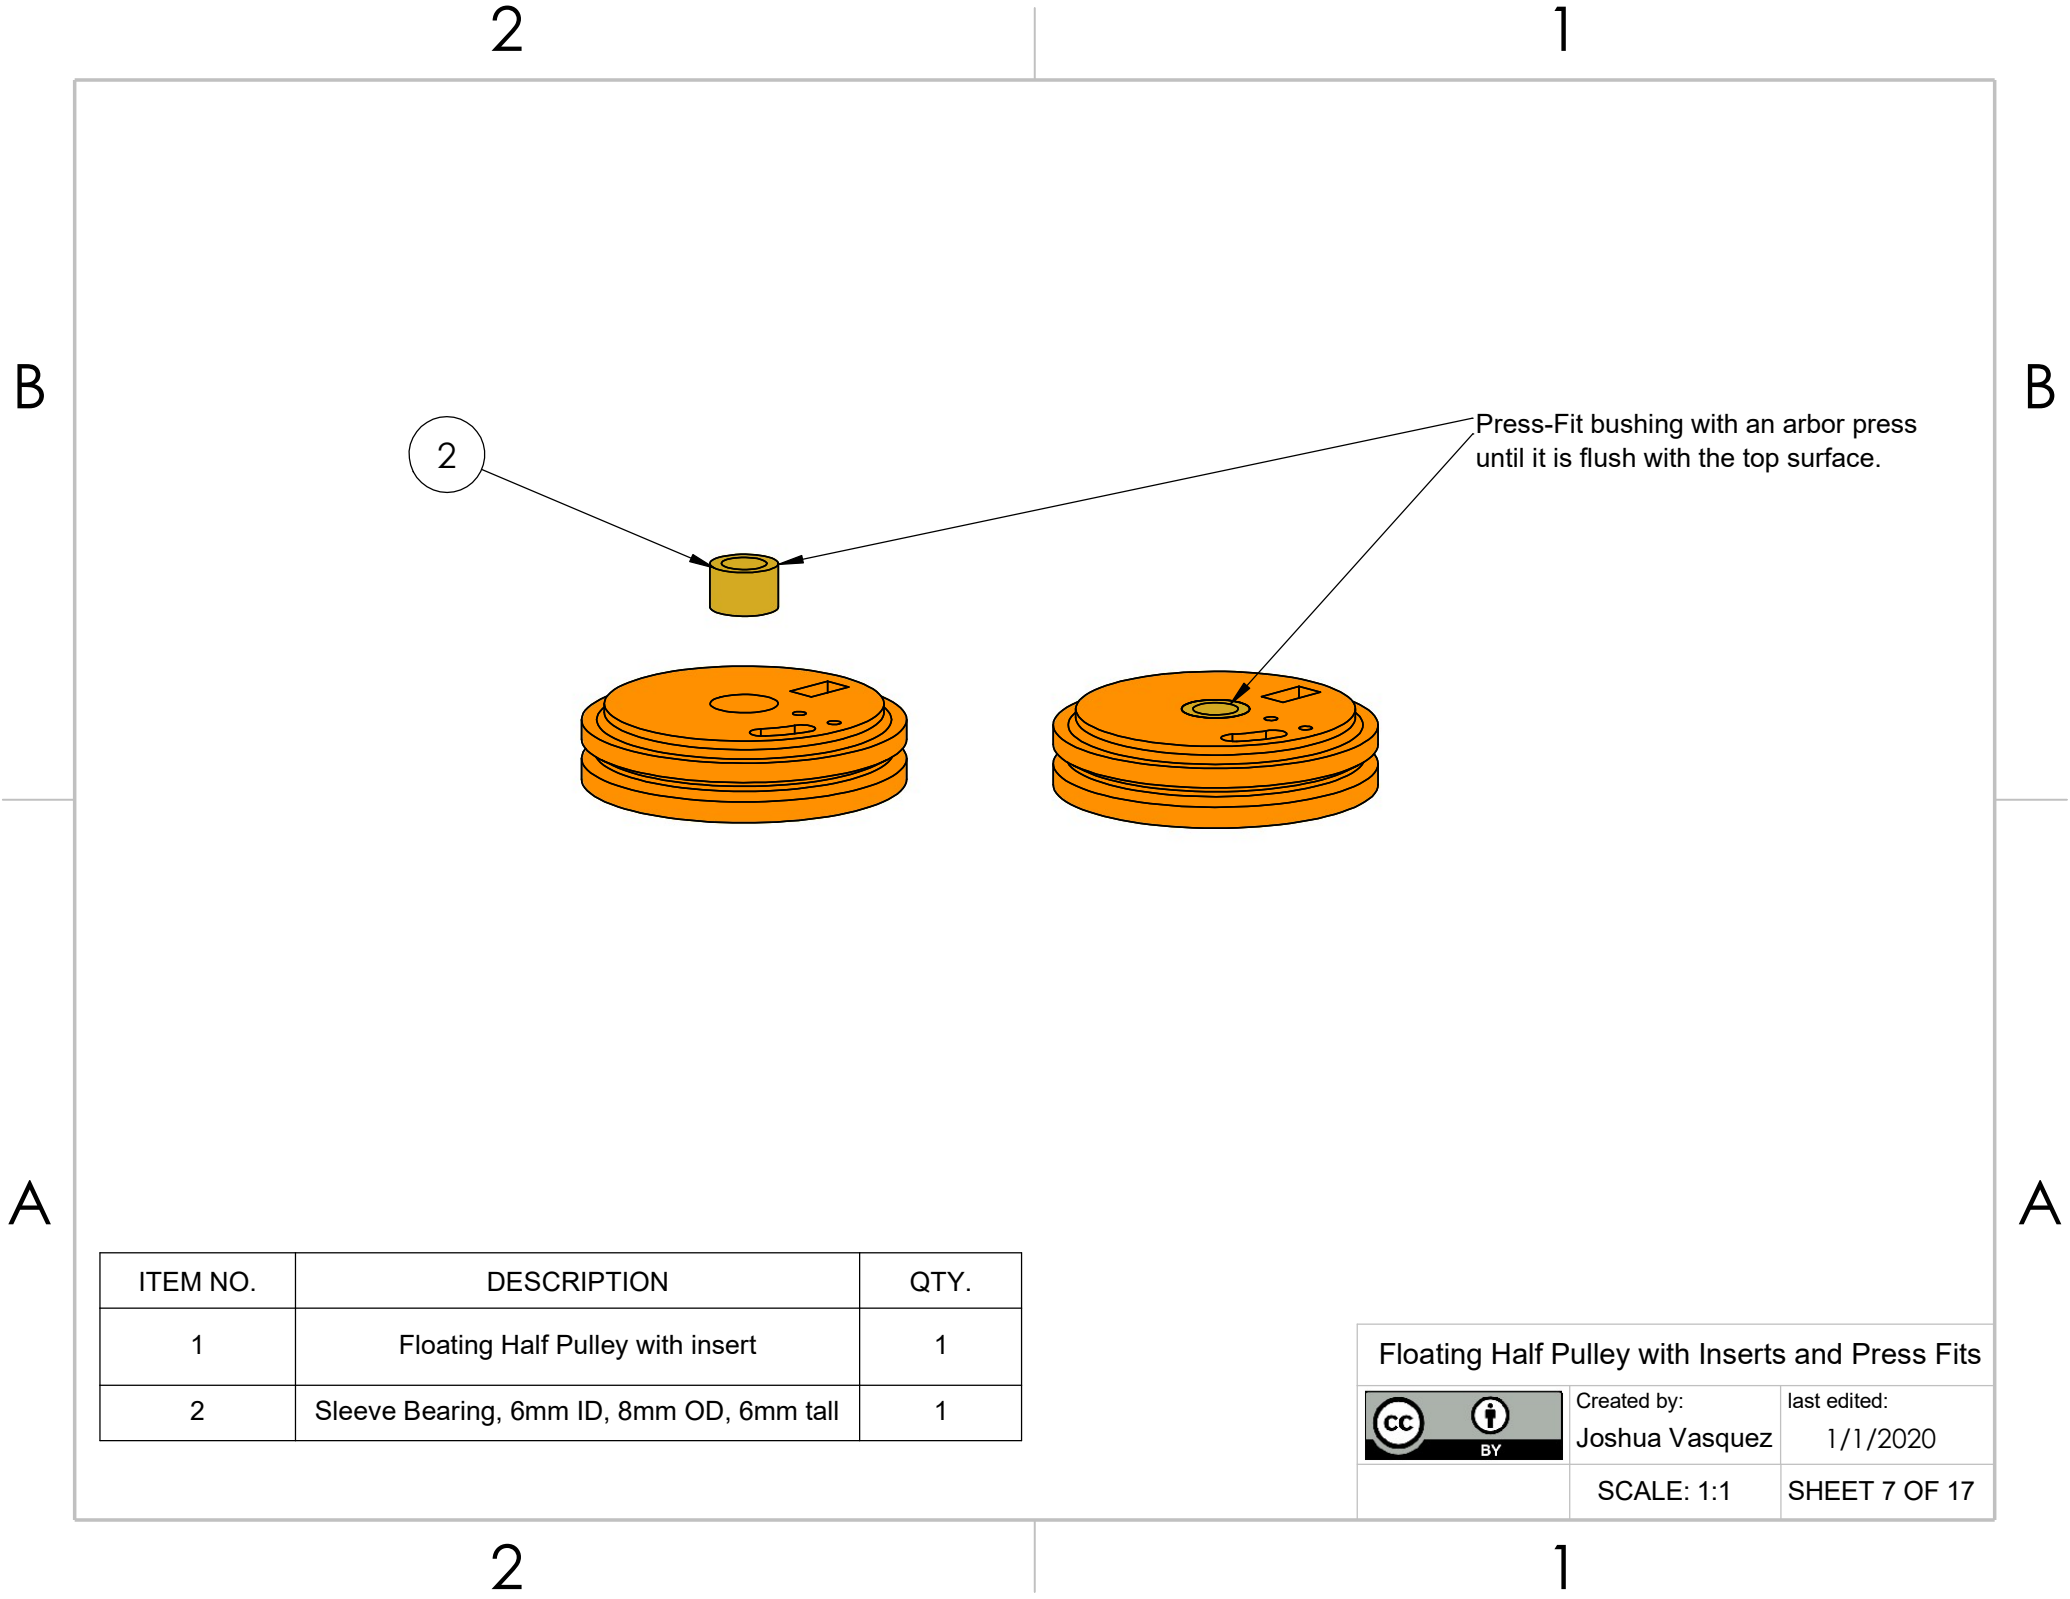 2 1
B B
Press-Fit bushing with an arbor press
until it is flush with the top surface.
2
A A
ITEM NO. DESCRIPTION QTY.
1 Floating Half Pulley with insert 1
2 Sleeve Bearing, 6mm ID, 8mm OD, 6mm tall 1
Floating Half Pulley with Inserts and Press Fits
cc BY
Created by: last edited:
Joshua Vasquez 1/1/2020
SCALE: 1:1 SHEET 7 OF 17
2 1